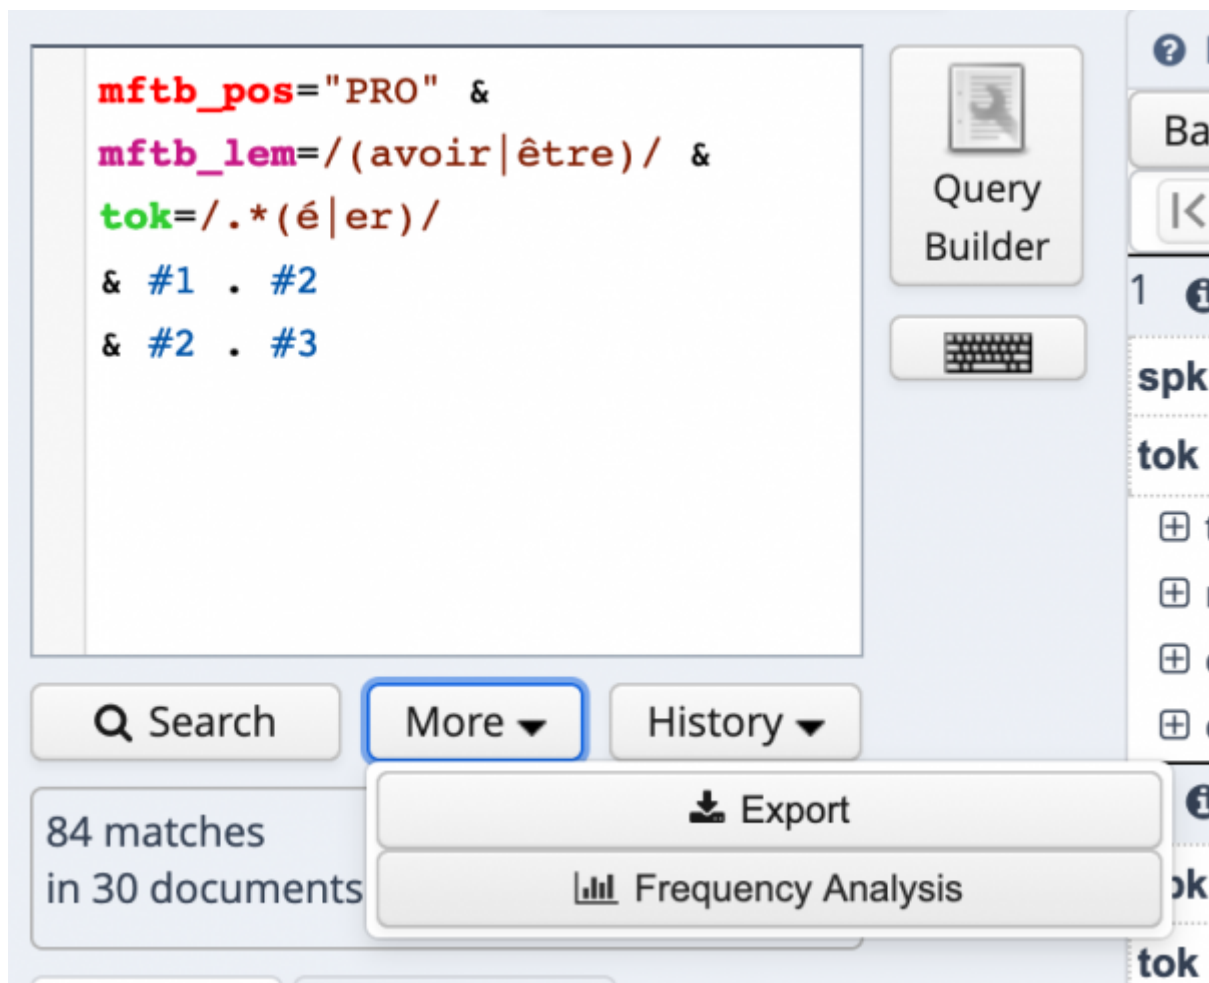 mftb_pos="PRO" &
mftb_lem=/(avoir|être)/ &
tok=/.*(é|er)/
& #1 . #2
& #2 . #3
Query
Builder
Search
More
History
Export
Frequency Analysis
84 matches
in 30 documents
Ba
1
spk
tok
tok